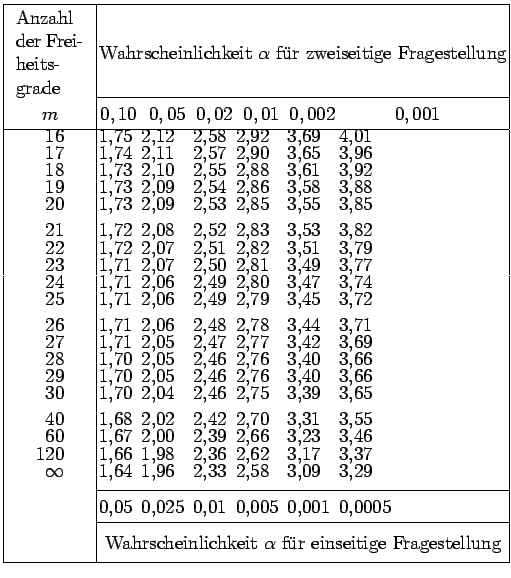 Anzahl
der Frei-
heits-
grade
Wahrscheinlichkeit α für zweiseitige Fragestellung
m 0,10 0,05 0,02 0,01 0,002 0,001
16 1,75 2,12 2,58 2,92 3,69 4,01
17 1,74 2,11 2,57 2,90 3,65 3,96
18 1,73 2,10 2,55 2,88 3,61 3,92
19 1,73 2,09 2,54 2,86 3,58 3,88
20 1,73 2,09 2,53 2,85 3,55 3,85
21 1,72 2,08 2,52 2,83 3,53 3,82
22 1,72 2,07 2,51 2,82 3,51 3,79
23 1,71 2,07 2,50 2,81 3,49 3,77
24 1,71 2,06 2,49 2,80 3,47 3,74
25 1,71 2,06 2,49 2,79 3,45 3,72
26 1,71 2,06 2,48 2,78 3,44 3,71
27 1,71 2,05 2,47 2,77 3,42 3,69
28 1,70 2,05 2,46 2,76 3,40 3,66
29 1,70 2,05 2,46 2,76 3,40 3,66
30 1,70 2,04 2,46 2,75 3,39 3,65
40 1,68 2,02 2,42 2,70 3,31 3,55
60 1,67 2,00 2,39 2,66 3,23 3,46
120 1,66 1,98 2,36 2,62 3,17 3,37
∞ 1,64 1,96 2,33 2,58 3,09 3,29
0,05 0,025 0,01 0,005 0,001 0,0005
Wahrscheinlichkeit α für einseitige Fragestellung